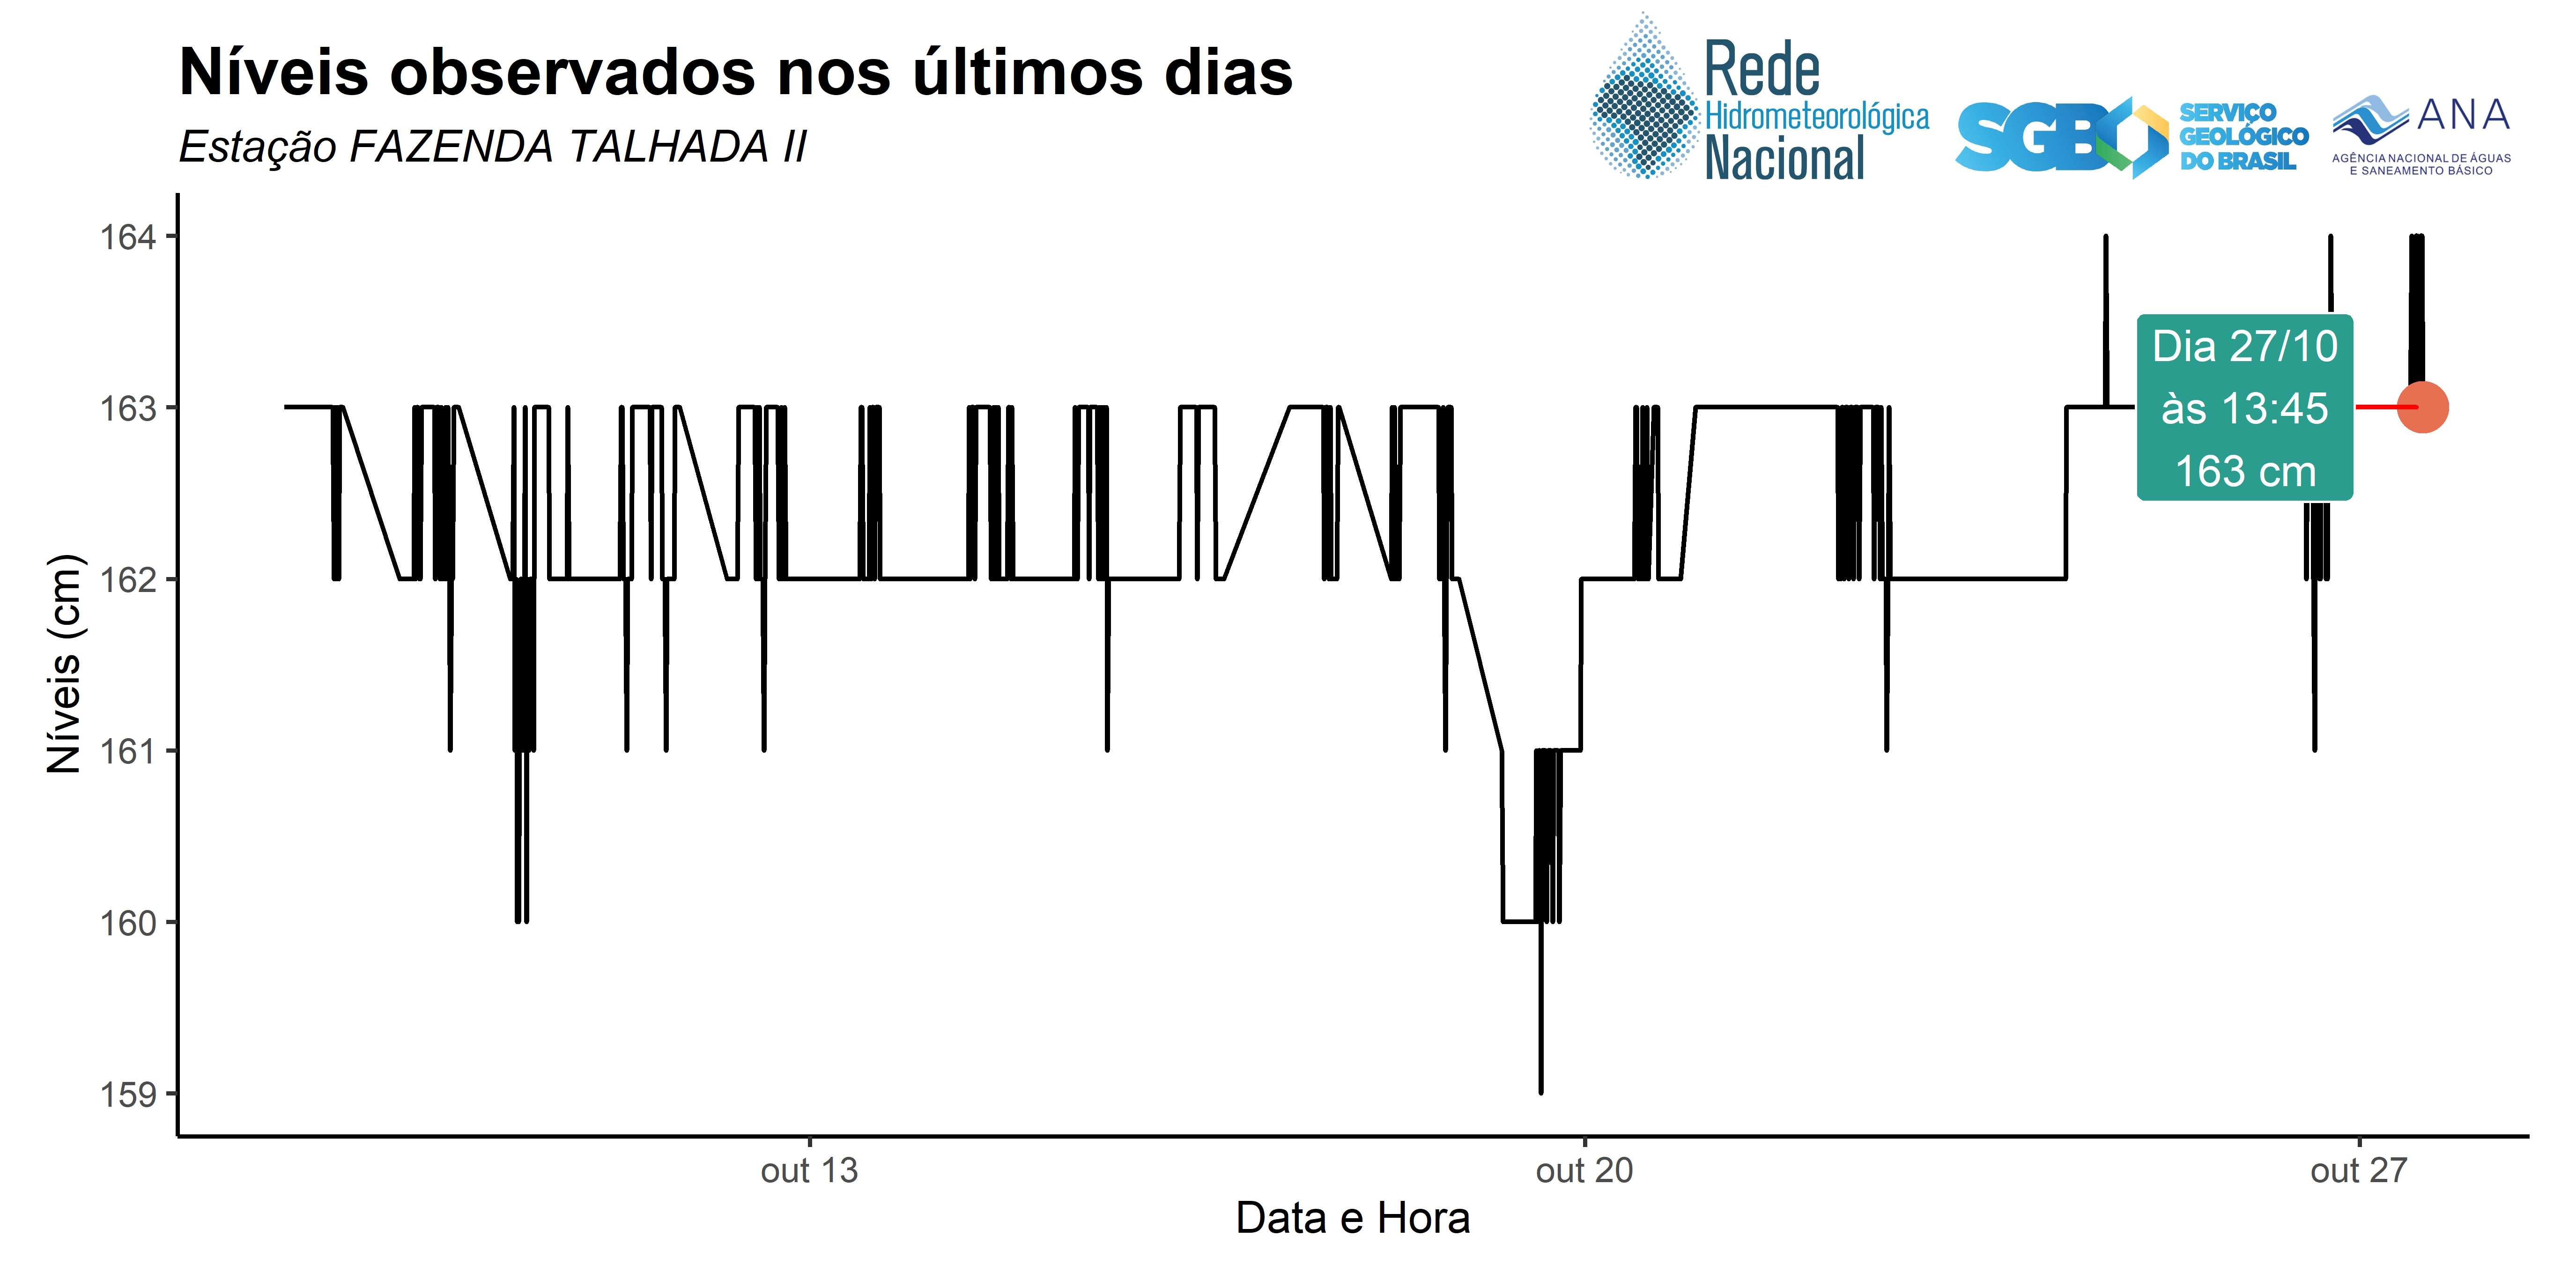 Níveis observados nos últimos dias
Estação FAZENDA TALHADA II
Rede
Hidrometeorológica
Nacional
SGB
SERVIÇO
GEOLÓGICO
DO BRASIL
ANA
AGÊNCIA NACIONAL DE ÁGUAS
E SANEAMENTO BÁSICO
164
163
162
161
160
159
Níveis (cm)
Dia 27/10
às 13:45
163 cm
out 13
out 20
out 27
Data e Hora